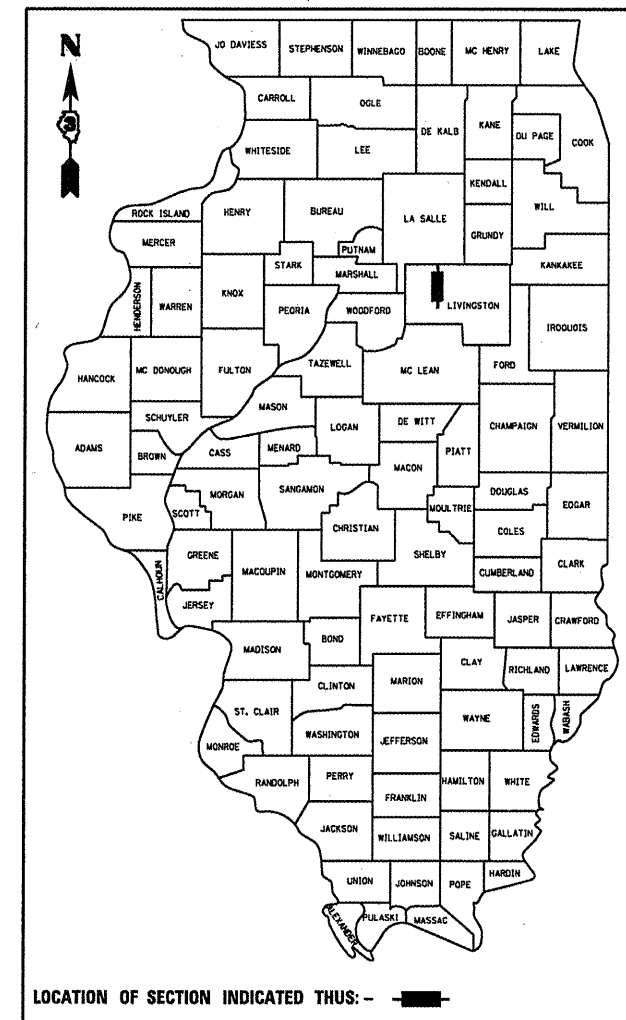 N
JO DAVIESS STEPHENSON WINNEBAGO BOONE MC HENRY LAKE
CARROLL OGLE DE KALB KANE DU PAGE COOK
WHITESIDE LEE KENDALL WILL
ROCK ISLAND HENRY BUREAU LA SALLE GRUNDY
MERCER PUTNAM KANKAKEE
STARK MARSHALL
HENDERSON WARREN KNOX PEORIA WOODFORD LIVINGSTON IROQUOIS
HANCOCK MC DONOUGH FULTON TAZEWELL MC LEAN FORD
SCHUYLER MASON LOGAN DE WITT CHAMPAIGN VERMILION
ADAMS BROWN CASS MENARD MACON PIATT
PIKE SCOTT MORGAN SANGAMON MOULTRIE DOUGLAS EDGAR
CHRISTIAN COLES
CALHOUN GREENE MACOUPIN MONTGOMERY SHELBY CUMBERLAND CLARK
JERSEY FAYETTE EFFINGHAM JASPER CRAWFORD
MADISON BOND CLAY RICHLAND LAWRENCE
CLINTON MARION
ST. CLAIR WAYNE EDWARDS WABASH
MONROE WASHINGTON JEFFERSON
RANDOLPH PERRY HAMILTON WHITE
FRANKLIN
JACKSON WILLIAMSON SALINE GALLATIN
UNION JOHNSON POPE HARDIN
ALEXANDER PULASKI MASSAC
LOCATION OF SECTION INDICATED THUS: -